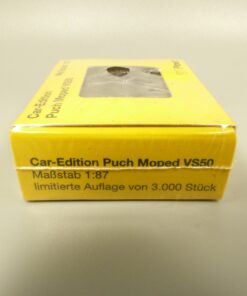 Car-Edition
Puch Moped VS50
Car-Edition Puch Moped VS50
Maßstab 1:87
limitierte Auflage von 3.000 Stück